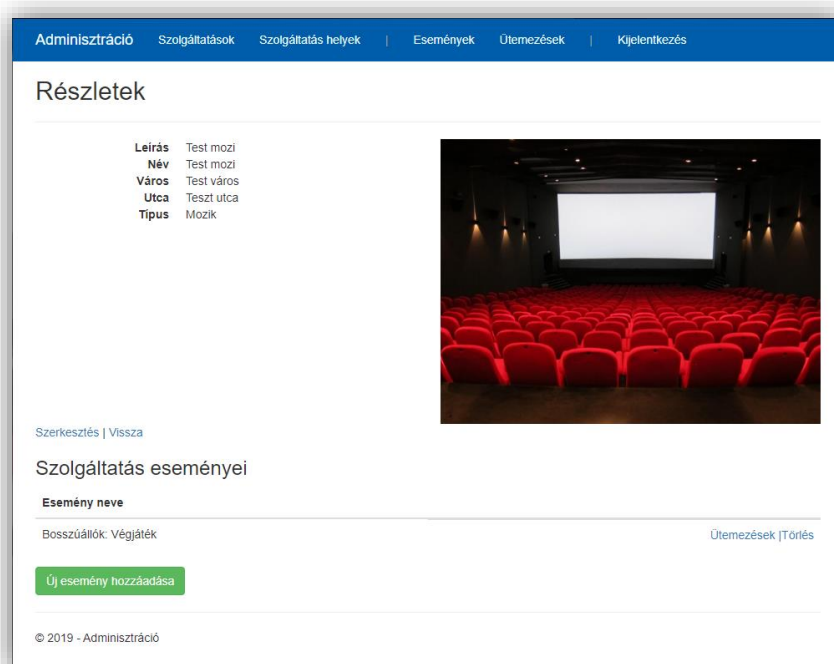 Adminisztráció Szolgáltatások Szolgáltatás helyek | Események Ütemezések | Kijelentkezés
Részletek
Leírás Test mozi
Név Test mozi
Város Test város
Utca Teszt utca
Típus Mozik
Szerkesztés | Vissza
Szolgáltatás eseményei
Esemény neve
Bosszúállók: Végjáték Ütemezések |Törlés
Új esemény hozzáadása
© 2019 - Adminisztráció